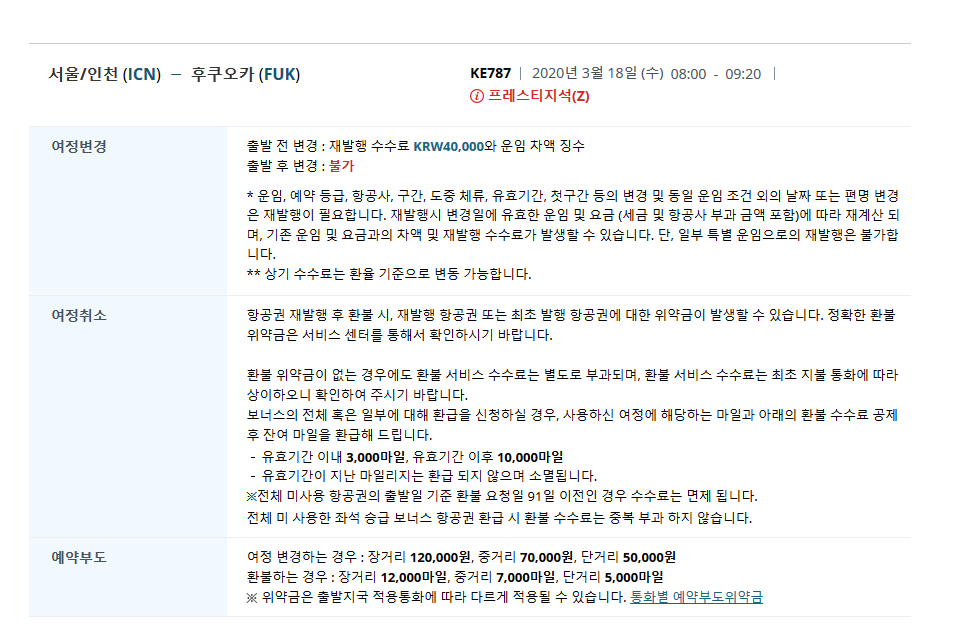 서울/인천 (ICN) – 후쿠오카 (FUK)
KE787 | 2020년 3월 18일 (수) 08:00 - 09:20 |
프레스티지석(Z)
여정변경
출발 전 변경 : 재발행 수수료 KRW40,000와 운임 차액 징수
출발 후 변경 : 불가
* 운임, 예약 등급, 항공사, 구간, 도중 체류, 유효기간, 첫구간 등의 변경 및 동일 운임 조건 외의 날짜 또는 편명 변경
은 재발행이 필요합니다. 재발행시 변경일에 유효한 운임 및 요금 (세금 및 항공사 부과 금액 포함)에 따라 재계산 되
며, 기존 운임 및 요금과의 차액 및 재발행 수수료가 발생할 수 있습니다. 단, 일부 특별 운임으로의 재발행은 불가합
니다.
** 상기 수수료는 환율 기준으로 변동 가능합니다.
여정취소
항공권 재발행 후 환불 시, 재발행 항공권 또는 최초 발행 항공권에 대한 위약금이 발생할 수 있습니다. 정확한 환불
위약금은 서비스 센터를 통해서 확인하시기 바랍니다.
환불 위약금이 없는 경우에도 환불 서비스 수수료는 별도로 부과되며, 환불 서비스 수수료는 최초 지불 통화에 따라
상이하오니 확인하여 주시기 바랍니다.
보너스의 전체 혹은 일부에 대해 환급을 신청하실 경우, 사용하신 여정에 해당하는 마일과 아래의 환불 수수료 공제
후 잔여 마일을 환급해 드립니다.
- 유효기간 이내 3,000마일, 유효기간 이후 10,000마일
- 유효기간이 지난 마일리지는 환급 되지 않으며 소멸됩니다.
※전체 미사용 항공권의 출발일 기준 환불 요청일 91일 이전인 경우 수수료는 면제 됩니다.
전체 미 사용한 좌석 승급 보너스 항공권 환급 시 환불 수수료는 중복 부과 하지 않습니다.
예약부도
여정 변경하는 경우 : 장거리 120,000원, 중거리 70,000원, 단거리 50,000원
환불하는 경우 : 장거리 12,000마일, 중거리 7,000마일, 단거리 5,000마일
※ 위약금은 출발지국 적용통화에 따라 다르게 적용될 수 있습니다. 통화별 예약부도위약금